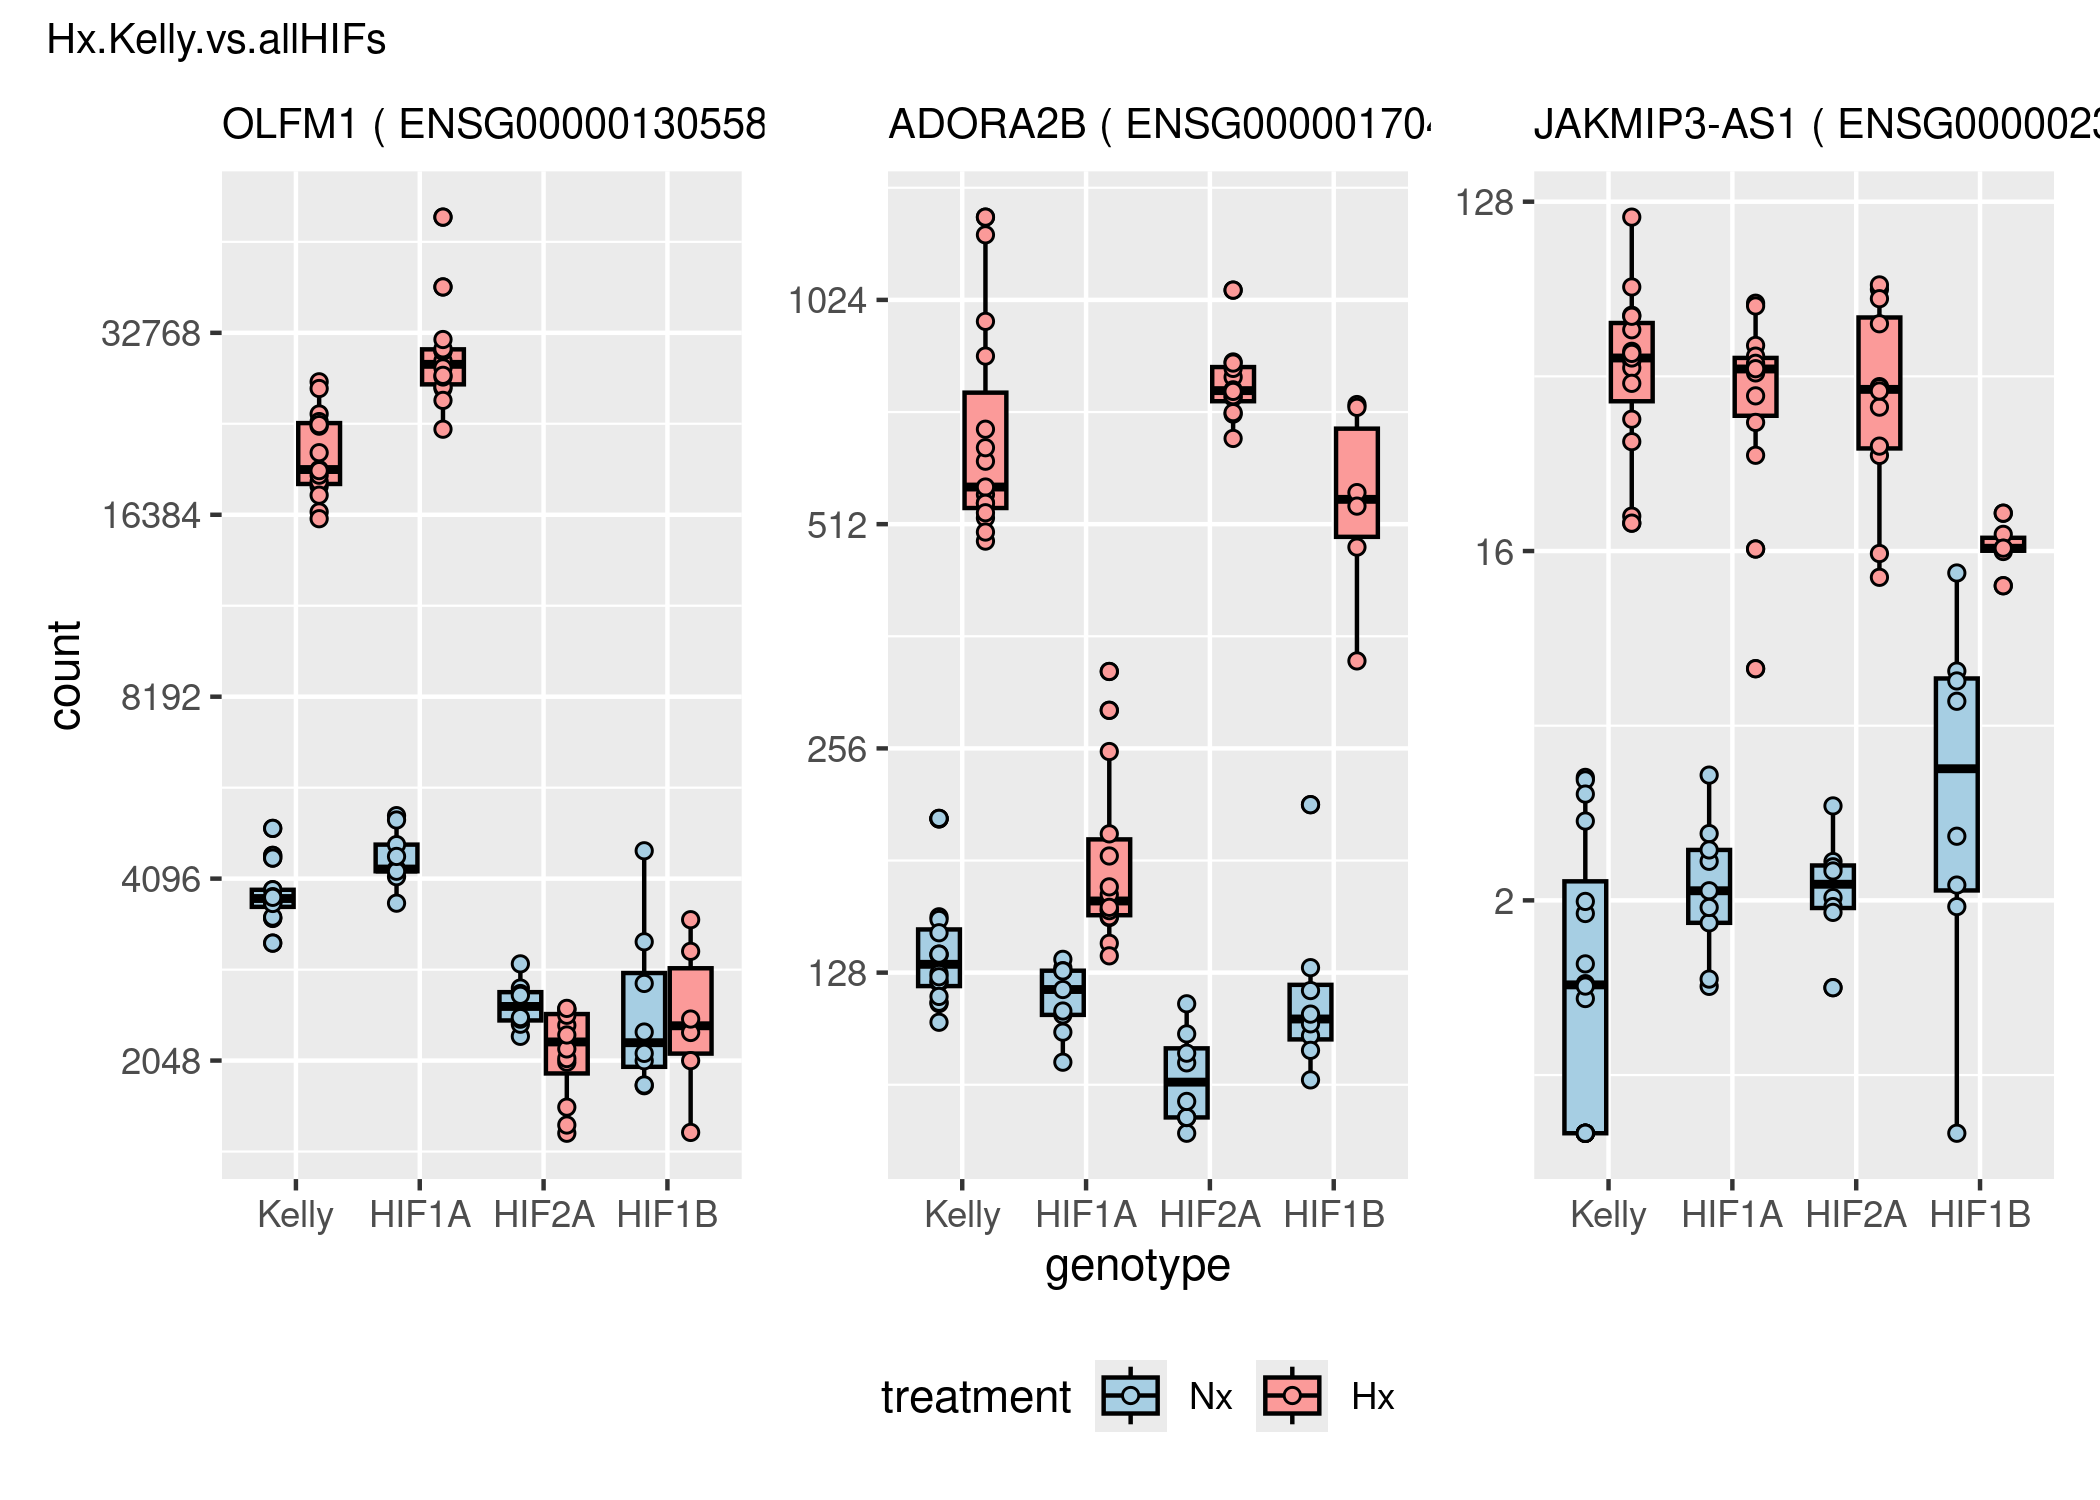 Hx.Kelly.vs.allHIFs
OLFM1 ( ENSG00000130558
ADORA2B ( ENSG00000170
JAKMIP3-AS1 ( ENSG0000023
count
32768
16384
8192
4096
2048
Kelly HIF1A HIF2A HIF1B
1024
512
256
128
Kelly HIF1A HIF2A HIF1B
128
16
2
Kelly HIF1A HIF2A HIF1B
genotype
treatment Nx Hx